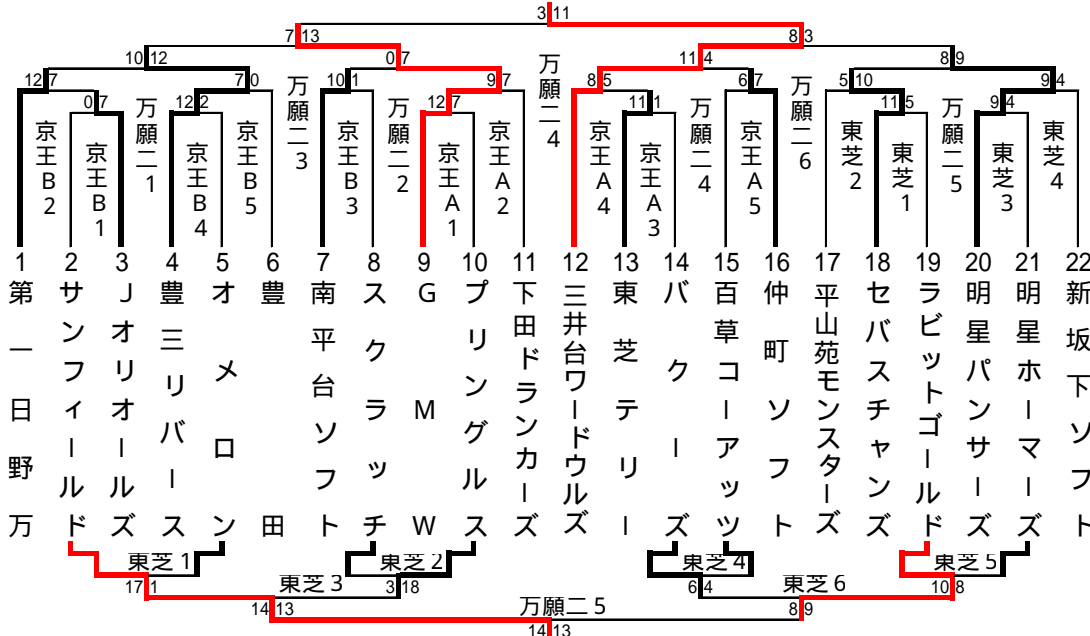 3 11
7 13
8 3
10 12
0 7
11 4
8 9
12 7
7 0
10 1
9 7
8 5
6 7
5 10
9 4
0 7
12 2
12 7
11 1
11 5
9 4
京王B2
京王B1
万願二1
京王B4
京王B5
万願二3
京王B3
万願二2
京王A1
京王A2
万願二4
京王A4
京王A3
万願二4
京王A5
万願二6
東芝2
東芝1
万願二5
東芝3
東芝4
1 2 3 4 5 6 7 8 9 10 11 12 13 14 15 16 17 18 19 20 21 22
第一日野万
サンフィールド
Jオリオールズ
豊三リバース
オメロン
豊田
南平台ソフト
スクラッチ
GMW
プリングルス
下田ドランカーズ
三井台ワードウルズ
東芝テリー
バクーズ
百草コーアッツ
仲町ソフト
平山苑モンスターズ
セバスチャンズ
ラビットゴールド
明星パンサーズ
明星ホーマーズ
新坂下ソフト
東芝1
東芝2
東芝4
東芝5
17 1
東芝3
3 18
6 4
東芝6
10 8
14 13
万願二5
8 9
14 13